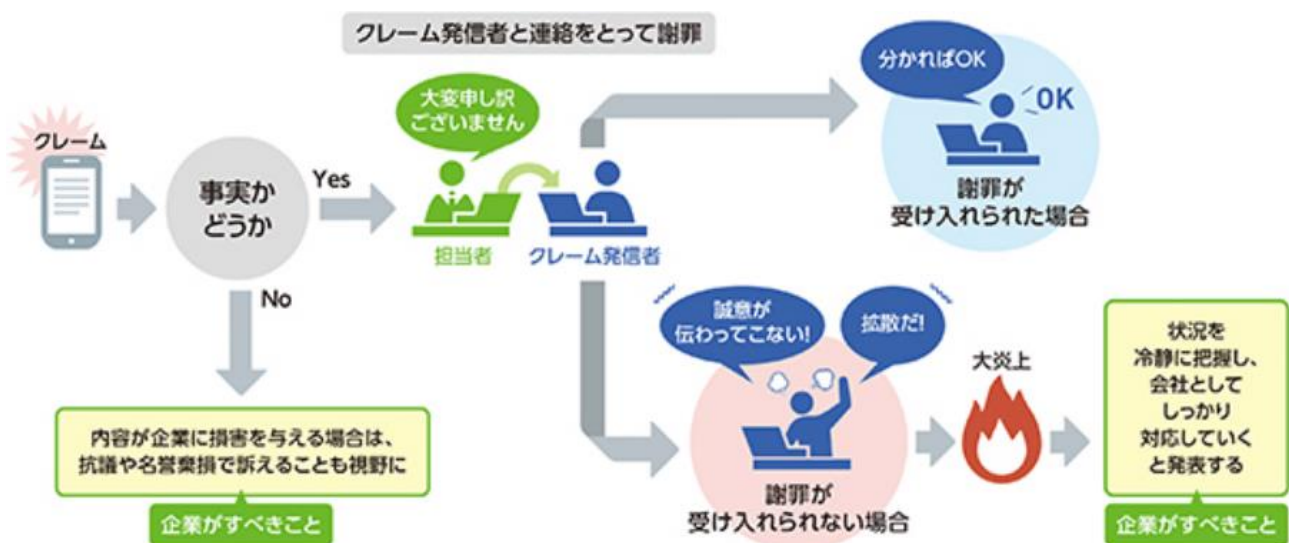 クレーム発信者と連絡をとって謝罪
クレーム
事実か
どうか
Yes
No
大変申し訳
ございません
担当者
クレーム発信者
分かればOK
OK
謝罪が
受け入れられた場合
誠意が
伝わってこない!
拡散だ!
謝罪が
受け入れられない場合
大炎上
状況を
冷静に把握し、
会社として
しっかり
対応していく
と発表する
企業がすべきこと
内容が企業に損害を与える場合は、
抗議や名誉棄損で訴えることも視野に
企業がすべきこと